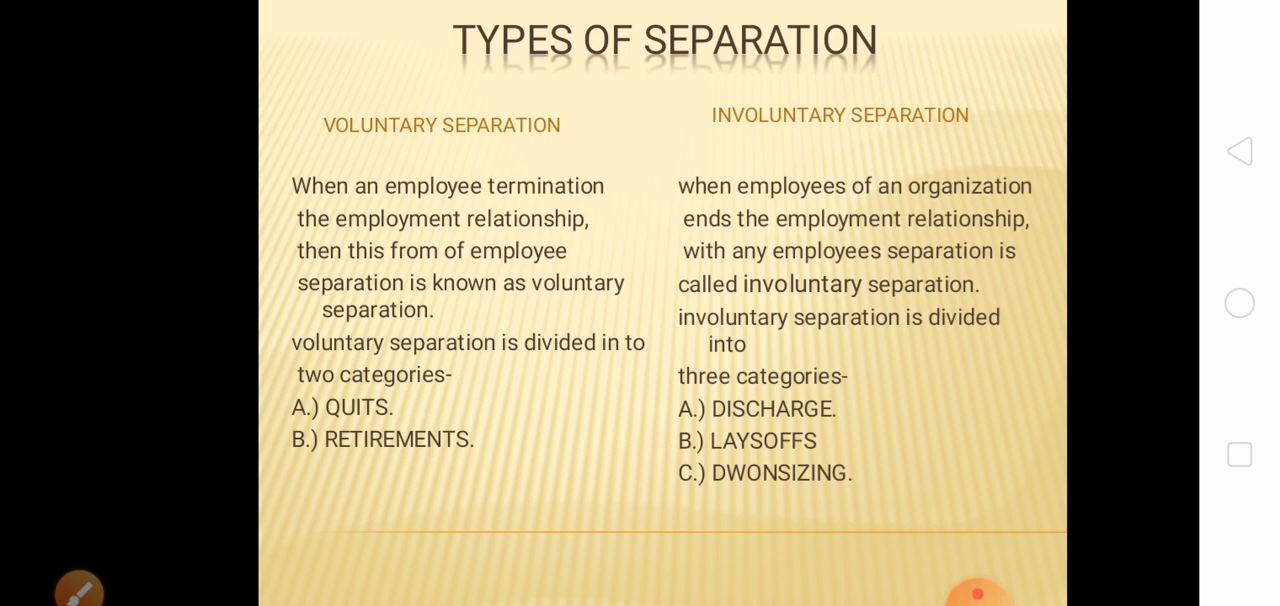 TYPES OF SEPARATION
VOLUNTARY SEPARATION
When an employee termination
the employment relationship,
then this from of employee
separation is known as voluntary
separation.
voluntary separation is divided in to
two categories-
A.) QUITS.
B.) RETIREMENTS.
INVOLUNTARY SEPARATION
when employees of an organization
ends the employment relationship,
with any employees separation is
called involuntary separation.
involuntary separation is divided
into
three categories-
A.) DISCHARGE.
B.) LAYSOFFS
C.) DWONSIZING.